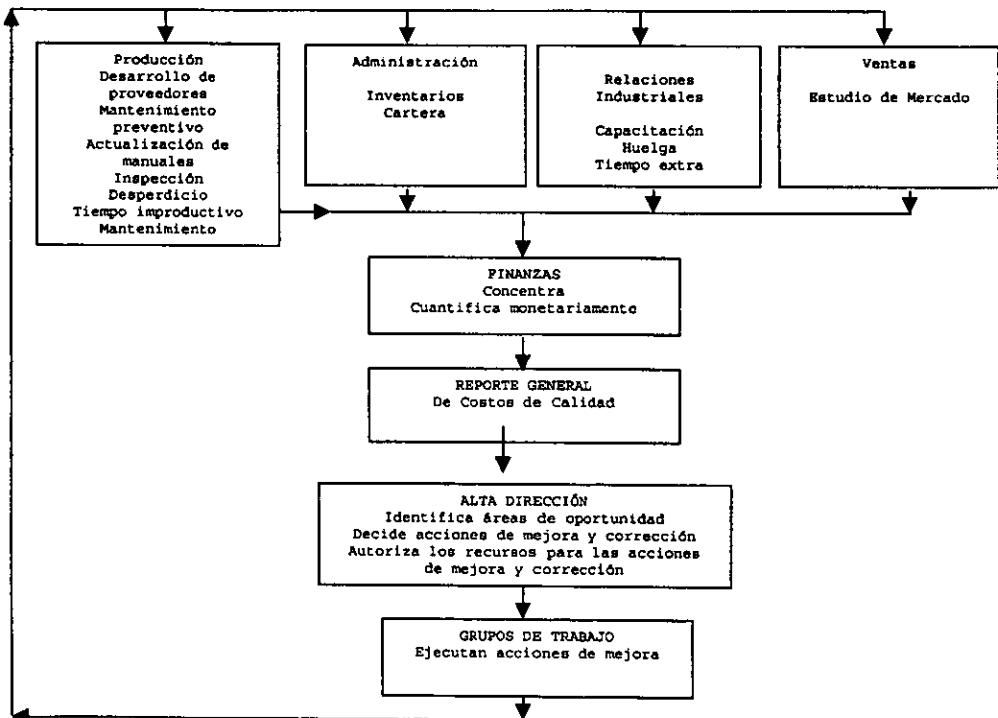 Producción
Desarrollo de
proveedores
Mantenimiento
preventivo
Actualización de
manuales
Inspección
Desperdicio
Tiempo improductivo
Mantenimiento
Administración
Inventarios
Cartera
Relaciones
Industriales
Capacitación
Huelga
Tiempo extra
Ventas
Estudio de Mercado
FINANZAS
Concentra
Cuantifica monetariamente
REPORTE GENERAL
De Costos de Calidad
ALTA DIRECCIÓN
Identifica áreas de oportunidad
Decide acciones de mejora y corrección
Autoriza los recursos para las acciones
de mejora y corrección
GRUPOS DE TRABAJO
Ejecutan acciones de mejora